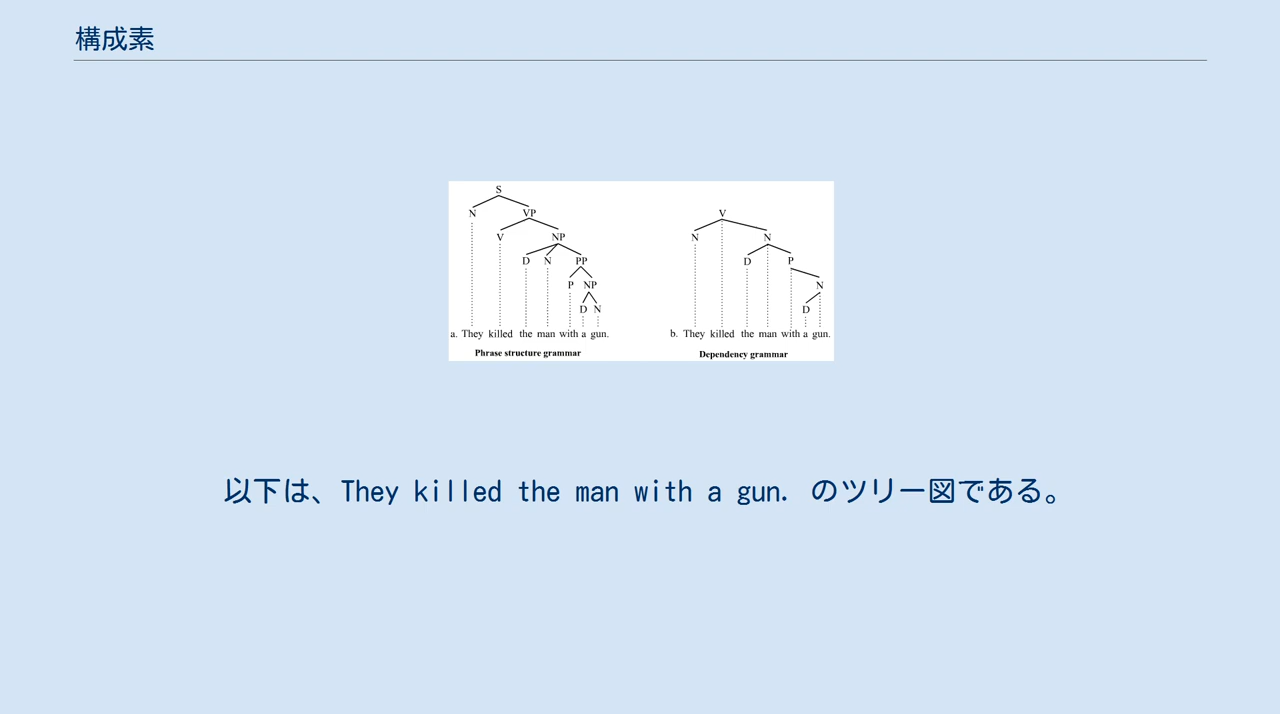 構成素
S
N VP
V NP
D N PP
P NP
D N
a. They killed the man with a gun.
Phrase structure grammar
V
N N
D P
N
D
b. They killed the man with a gun.
Dependency grammar
以下は、They killed the man with a gun. のツリー図である。